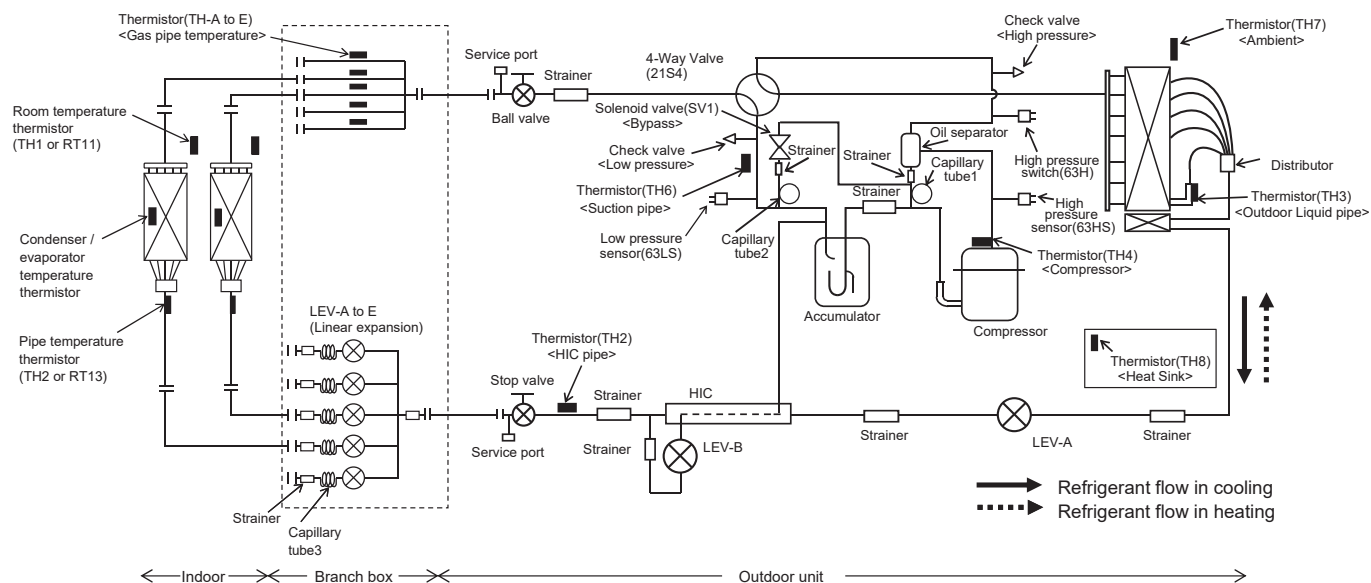 Thermistor(TH-A to E)
<Gas pipe temperature>
Service port
Strainer
Ball valve
4-Way Valve
(21S4)
Solenoid valve(SV1)
<Bypass>
Check valve
<High pressure>
Thermistor(TH7)
<Ambient>
Room temperature
thermistor
(TH1 or RT11)
Check valve
<Low pressure>
Strainer
Strainer
Oil separator
Capillary
tube1
High pressure
switch(63H)
Distributor
Thermistor(TH6)
<Suction pipe>
Strainer
High
pressure
sensor(63HS)
Thermistor(TH3)
<Outdoor Liquid pipe>
Low pressure
sensor(63LS)
Capillary
tube2
Thermistor(TH4)
<Compressor>
Condenser /
evaporator
temperature
thermistor
Accumulator
Compressor
LEV-A to E
(Linear expansion)
Pipe temperature
thermistor
(TH2 or RT13)
Thermistor(TH2)
<HIC pipe>
Thermistor(TH8)
<Heat Sink>
Stop valve
Strainer
HIC
Service port
Strainer
LEV-B
Strainer
LEV-A
Strainer
Strainer
Capillary
tube3
Refrigerant flow in cooling
Refrigerant flow in heating
Indoor
Branch box
Outdoor unit